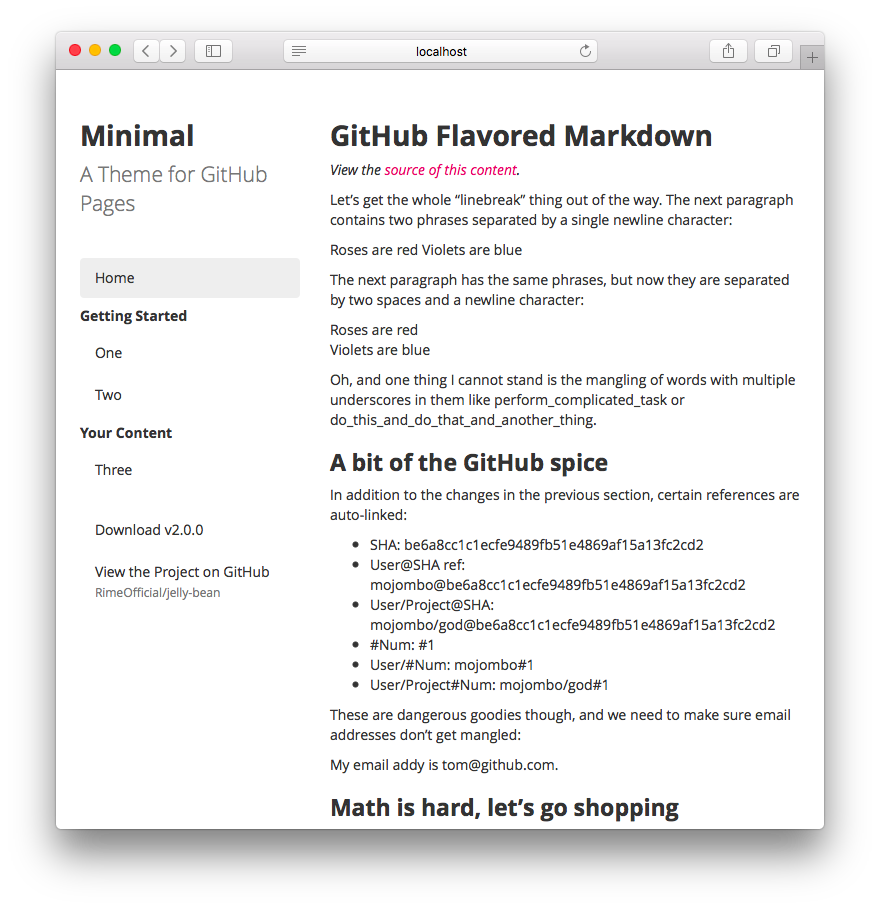 localhost
Minimal
A Theme for GitHub
Pages
Home
Getting Started
One
Two
Your Content
Three
Download v2.0.0
View the Project on GitHub
RimeOfficial/jelly-bean
GitHub Flavored Markdown
View the source of this content.
Let’s get the whole “linebreak” thing out of the way. The next paragraph
contains two phrases separated by a single newline character:
Roses are red Violets are blue
The next paragraph has the same phrases, but now they are separated
by two spaces and a newline character:
Roses are red
Violets are blue
Oh, and one thing I cannot stand is the mangling of words with multiple
underscores in them like perform_complicated_task or
do_this_and_do_that_and_another_thing.
A bit of the GitHub spice
In addition to the changes in the previous section, certain references are
auto-linked:
• SHA: be6a8cc1c1ecfe9489fb51e4869af15a13fc2cd2
• User@SHA ref:
mojombo@be6a8cc1c1ecfe9489fb51e4869af15a13fc2cd2
• User/Project@SHA:
mojombo/god@be6a8cc1c1ecfe9489fb51e4869af15a13fc2cd2
• #Num: #1
• User/#Num: mojombo#1
• User/Project#Num: mojombo/god#1
These are dangerous goodies though, and we need to make sure email
addresses don’t get mangled:
My email addy is tom@github.com.
Math is hard, let’s go shopping